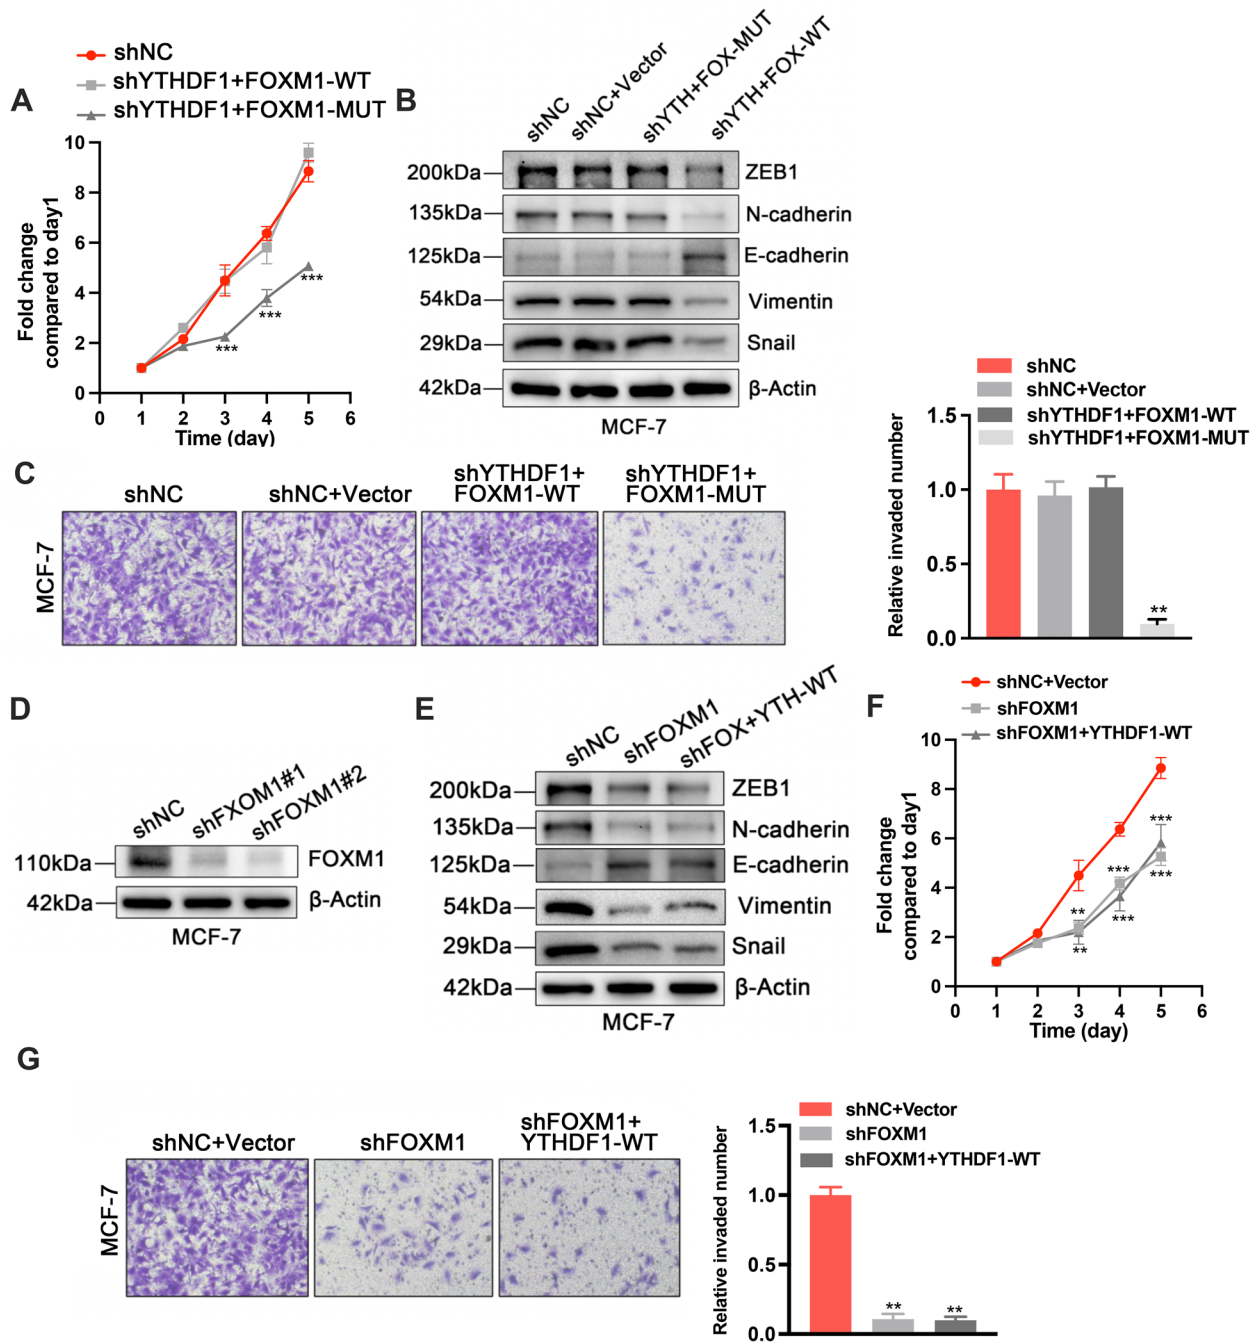 A
shNC
shYTHDF1+FOXM1-WT
shYTHDF1+FOXM1-MUT
Fold change
compared to day1
10
8
6
4
2
0
***
***
***
0 1 2 3 4 5 6
Time (day)
B
shNC
shNC+Vector
shYTH+FOX-MUT
shYTH+FOX-WT
200kDa ZEB1
135kDa N-cadherin
125kDa E-cadherin
54kDa Vimentin
29kDa Snail
42kDa β-Actin
MCF-7
C
shNC
shNC+Vector
shYTHDF1+
FOXM1-WT
shYTHDF1+
FOXM1-MUT
MCF-7
shNC
shNC+Vector
shYTHDF1+FOXM1-WT
shYTHDF1+FOXM1-MUT
Relative invaded number
1.5
1.0
0.5
0.0
**
D
shNC
shFXOM1#1
shFOXM1#2
110kDa FOXM1
42kDa β-Actin
MCF-7
E
shNC
shFOXM1
shFOX+YTH-WT
200kDa ZEB1
135kDa N-cadherin
125kDa E-cadherin
54kDa Vimentin
29kDa Snail
42kDa β-Actin
MCF-7
F
shNC+Vector
shFOXM1
shFOXM1+YTHDF1-WT
Fold change
compared to day1
10
8
6
4
2
0
**
**
***
***
***
***
0 1 2 3 4 5 6
Time (day)
G
shNC+Vector
shFOXM1
shFOXM1+
YTHDF1-WT
MCF-7
shNC+Vector
shFOXM1
shFOXM1+YTHDF1-WT
Relative invaded number
1.5
1.0
0.5
0.0
**
**